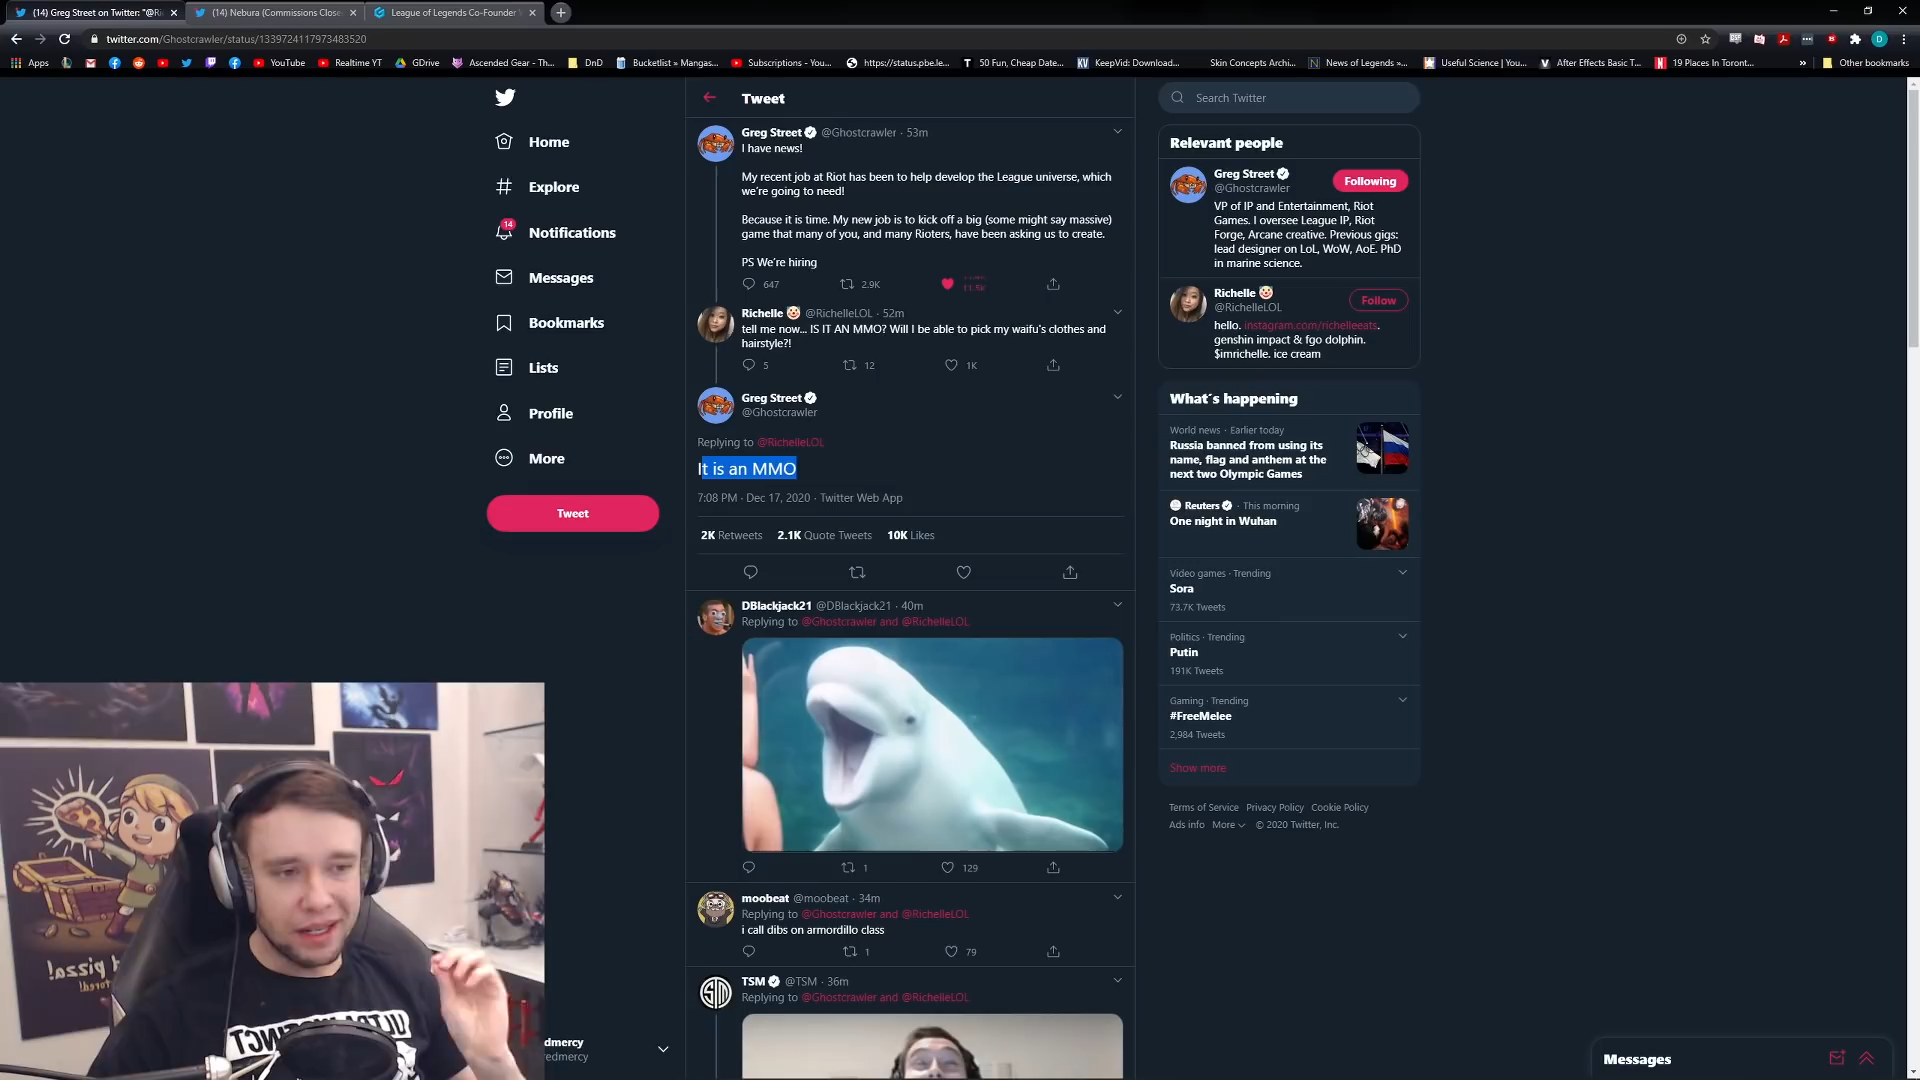 (14) Greg Street on Twitter: "@Ri
(14) Nebura (Commissions Close
League of Legends Co-Founder
twitter.com/Ghostcrawler/status/1339724117973483520
Apps
YouTube
Realtime YT
GDrive
Ascended Gear - Th...
DnD
Bucketlist » Mangas...
Subscriptions - You...
https://status.pbe.le...
50 Fun, Cheap Date...
KeepVid: Download...
Skin Concepts Archi...
News of Legends »...
Useful Science | You...
After Effects Basic T...
19 Places In Toront...
»
Other bookmarks
Home
Explore
14
Notifications
Messages
Bookmarks
Lists
Profile
More
Tweet
dmercy
edmercy
Tweet
Greg Street @Ghostcrawler · 53m
I have news!
My recent job at Riot has been to help develop the League universe, which
we're going to need!
Because it is time. My new job is to kick off a big (some might say massive)
game that many of you, and many Rioters, have been asking us to create.
PS We're hiring
647 2.9K 11.5K
Richelle @RichelleLOL · 52m
tell me now... IS IT AN MMO? Will I be able to pick my waifu's clothes and
hairstyle?!
5 12 1K
Greg Street
@Ghostcrawler
Replying to @RichelleLOL
It is an MMO
7:08 PM · Dec 17, 2020 · Twitter Web App
2K Retweets 2.1K Quote Tweets 10K Likes
DBlackjack21 @DBlackjack21 · 40m
Replying to @Ghostcrawler and @RichelleLOL
1 129
moobeat @moobeat · 34m
Replying to @Ghostcrawler and @RichelleLOL
i call dibs on armordillo class
1 79
TSM @TSM · 36m
Replying to @Ghostcrawler and @RichelleLOL
Search Twitter
Relevant people
Greg Street
@Ghostcrawler
Following
VP of IP and Entertainment, Riot
Games. I oversee League IP, Riot
Forge, Arcane creative. Previous gigs:
lead designer on LoL, WoW, AoE. PhD
in marine science.
Richelle
@RichelleLOL
Follow
hello. instagram.com/richelleeats.
genshin impact & fgo dolphin.
$imrichelle. ice cream
What's happening
World news · Earlier today
Russia banned from using its
name, flag and anthem at the
next two Olympic Games
Reuters · This morning
One night in Wuhan
Video games · Trending
Sora
73.7K Tweets
Politics · Trending
Putin
191K Tweets
Gaming · Trending
#FreeMelee
2,984 Tweets
Show more
Terms of Service Privacy Policy Cookie Policy
Ads info More © 2020 Twitter, Inc.
Messages